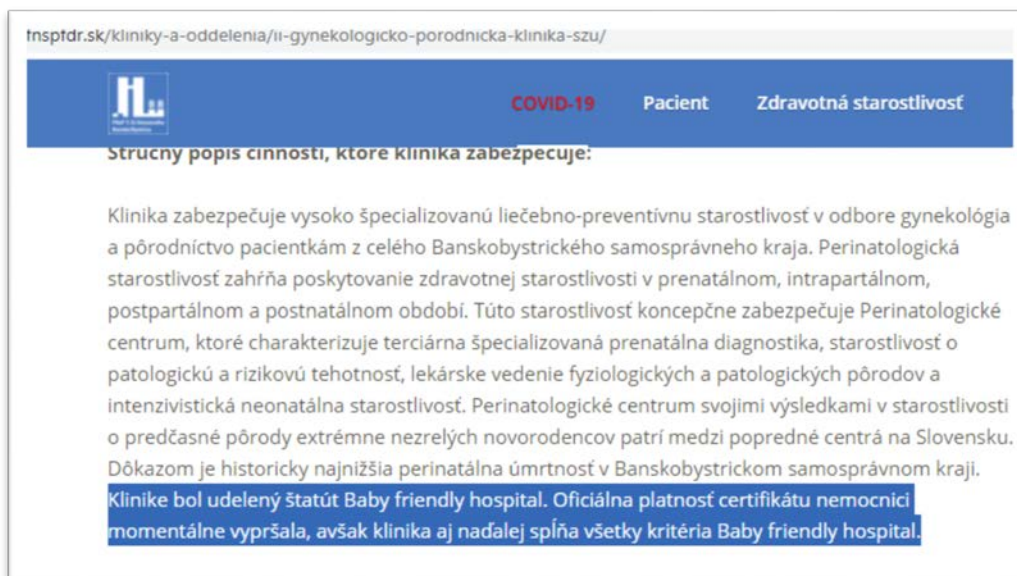 fnspfdr.sk/kliniky-a-oddelenia/ii-gynekologicko-porodnicka-klinika-szu/
COVID-19 Pacient Zdravotná starostlivosť
Stručný popis činností, ktoré klinika zabezpečuje:
Klinika zabezpečuje vysoko špecializovanú liečebno-preventívnu starostlivosť v odbore gynekológia
a pôrodníctvo pacientkám z celého Banskobystrického samosprávneho kraja. Perinatologická
starostlivosť zahŕňa poskytovanie zdravotnej starostlivosti v prenatálnom, intrapartálnom,
postpartálnom a postnatálnom období. Túto starostlivosť koncepčne zabezpečuje Perinatologické
centrum, ktoré charakterizuje terciárna špecializovaná prenatálna diagnostika, starostlivosť o
patologickú a rizikovú tehotnosť, lekárske vedenie fyziologických a patologických pôrodov a
intenzivistická neonatálna starostlivosť. Perinatologické centrum svojimi výsledkami v starostlivosti
o predčasné pôrody extrémne nezrelých novorodencov patrí medzi popredné centrá na Slovensku.
Dôkazom je historicky najnižšia perinatálna úmrtnosť v Banskobystrickom samosprávnom kraji.
Klinike bol udelený štatút Baby friendly hospital. Oficiálna platnosť certifikátu nemocnici
momentálne vypršala, avšak klinika aj naďalej spĺňa všetky kritéria Baby friendly hospital.